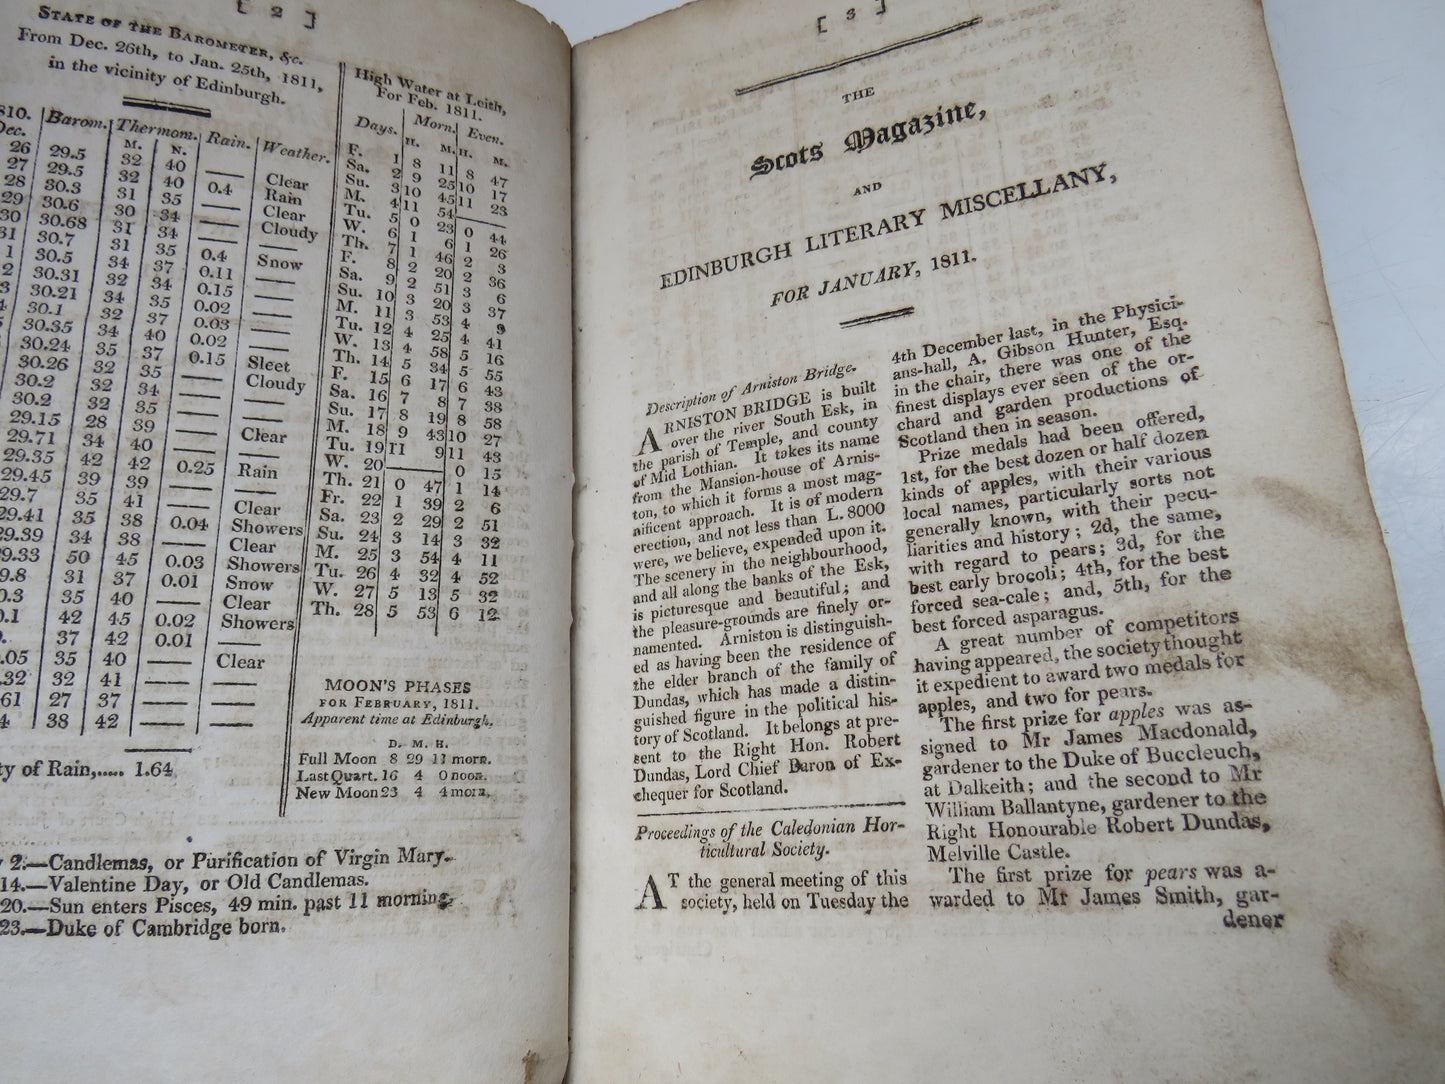 [ 2 ]
STATE OF THE BAROMETER, &c.
From Dec. 26th, to Jan. 25th, 1811,
in the vicinity of Edinburgh.
Barom. Thermom. Rain. Weather.
M. N.
26 29.5 32 40 —— Clear
27 29.5 32 40 0.4 Rain
28 30.3 31 35 —— Clear
29 30.6 30 34 —— Cloudy
30 30.68 31 34 —— ——
31 30.7 31 35 0.4 Snow
1 30.5 34 37 0.11 ——
2 30.31 32 34 0.15 ——
3 30.21 34 35 0.02 ——
30.1 32 37 0.03 ——
30.35 34 40 0.02 ——
30.24 35 37 0.15 Sleet
30.26 32 35 —— Cloudy
30.2 32 34 —— ——
30.2 32 35 —— ——
29.15 28 39 —— Clear
29.71 34 40 —— ——
29.35 42 42 0.25 Rain
29.45 39 39 —— ——
29.7 35 41 —— Clear
29.41 35 38 0.04 Showers
29.39 34 38 —— Clear
29.33 50 45 0.03 Showers
9.8 31 37 0.01 Snow
0.3 35 40 —— Clear
0.1 42 45 0.02 Showers
37 42 0.01 ——
.05 35 40 —— Clear
.32 32 41 ——
61 27 37 ——
4 38 42 —— ——
ty of Rain,..... 1.64
High Water at Leith,
For Feb. 1811.
Days. Morn. Even.
H. M. H. M.
F. 1 8 11 8 47
Sa. 2 9 25 10 17
Su. 3 10 45 11 23
M. 4 11 54 ——
Tu. 5 0 23 0 44
W. 6 1 6 1 26
Th. 7 1 46 2 3
F. 8 2 20 2 36
Sa. 9 2 51 3 6
Su. 10 3 20 3 37
M. 11 3 53 4 9
Tu. 12 4 25 4 41
W. 13 4 58 5 16
Th. 14 5 34 5 55
F. 15 6 17 6 43
Sa. 16 7 8 7 38
Su. 17 8 19 8 58
M. 18 9 43 10 27
Tu. 19 11 9 11 43
W. 20 —— 0 15
Th. 21 0 47 1 14
Fr. 22 1 39 2 6
Sa. 23 2 29 2 51
Su. 24 3 14 3 32
M. 25 3 54 4 11
Tu. 26 4 32 4 52
W. 27 5 13 5 32
Th. 28 5 53 6 12
MOON'S PHASES
FOR FEBRUARY, 1811.
Apparent time at Edinburgh.
D. M. H.
Full Moon 8 29 11 morn.
Last Quart. 16 4 0 noon.
New Moon 23 4 4 morn.
2.—Candlemas, or Purification of Virgin Mary.
14.—Valentine Day, or Old Candlemas.
20.—Sun enters Pisces, 49 min. past 11 morning.
23.—Duke of Cambridge born.
[ 3 ]
THE
Scots Magazine,
AND
EDINBURGH LITERARY MISCELLANY,
FOR JANUARY, 1811.
Description of Arniston Bridge.
ARNISTON BRIDGE is built
over the river South Esk, in
the parish of Temple, and county
of Mid Lothian. It takes its name
from the Mansion-house of Arnis-
ton, to which it forms a most mag-
nificent approach. It is of modern
erection, and not less than L. 8000
were, we believe, expended upon it.
The scenery in the neighbourhood,
and all along the banks of the Esk,
is picturesque and beautiful; and
the pleasure-grounds are finely or-
namented. Arniston is distinguish-
ed as having been the residence of
the elder branch of the family of
Dundas, which has made a distin-
guished figure in the political his-
tory of Scotland. It belongs at pre-
sent to the Right Hon. Robert
Dundas, Lord Chief Baron of Ex-
chequer for Scotland.
Proceedings of the Caledonian Hor-
ticultural Society.
AT the general meeting of this
society, held on Tuesday the
4th December last, in the Physici-
ans-hall, A. Gibson Hunter, Esq.
in the chair, there was one of the
finest displays ever seen of the or-
chard and garden productions of
Scotland then in season.
Prize medals had been offered,
1st, for the best dozen or half dozen
kinds of apples, with their various
local names, particularly sorts not
generally known, with their pecu-
liarities and history; 2d, the same,
with regard to pears; 3d, for the
best early brocoli; 4th, for the best
forced sea-cale; and, 5th, for the
best forced asparagus.
A great number of competitors
having appeared, the society thought
it expedient to award two medals for
apples, and two for pears.
The first prize for apples was as-
signed to Mr James Macdonald,
gardener to the Duke of Buccleuch,
at Dalkeith; and the second to Mr
William Ballantyne, gardener to the
Right Honourable Robert Dundas,
Melville Castle.
The first prize for pears was a-
warded to Mr James Smith, gar-
dener